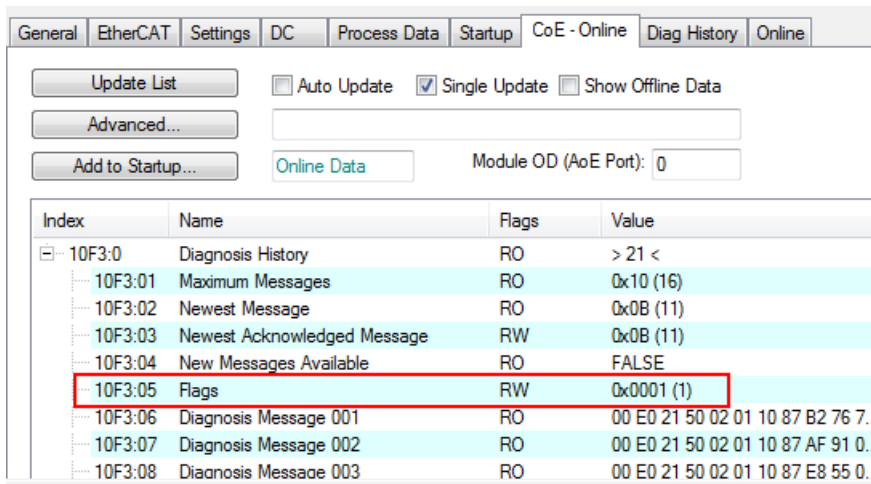 General EtherCAT Settings DC Process Data Startup CoE - Online Diag History Online
Update List Auto Update Single Update Show Offline Data
Advanced...
Add to Startup... Online Data Module OD (AoE Port): 0
Index Name Flags Value
10F3:0 Diagnosis History RO > 21 <
10F3:01 Maximum Messages RO 0x10 (16)
10F3:02 Newest Message RO 0x0B (11)
10F3:03 Newest Acknowledged Message RW 0x0B (11)
10F3:04 New Messages Available RO FALSE
10F3:05 Flags RW 0x0001 (1)
10F3:06 Diagnosis Message 001 RO 00 E0 21 50 02 01 10 87 B2 76 7...
10F3:07 Diagnosis Message 002 RO 00 E0 21 50 02 01 10 87 AF 91 0...
10F3:08 Diagnosis Message 003 RO 00 E0 21 50 02 01 10 87 E8 55 0...